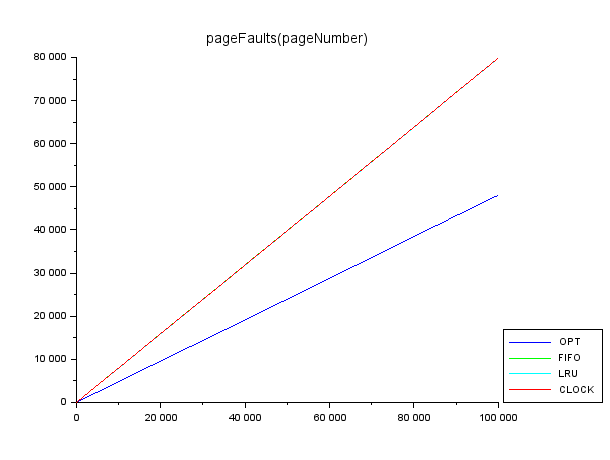 pageFaults(pageNumber)
80 000
70 000
60 000
50 000
40 000
30 000
20 000
10 000
0
0 20 000 40 000 60 000 80 000 100 000
OPT
FIFO
LRU
CLOCK